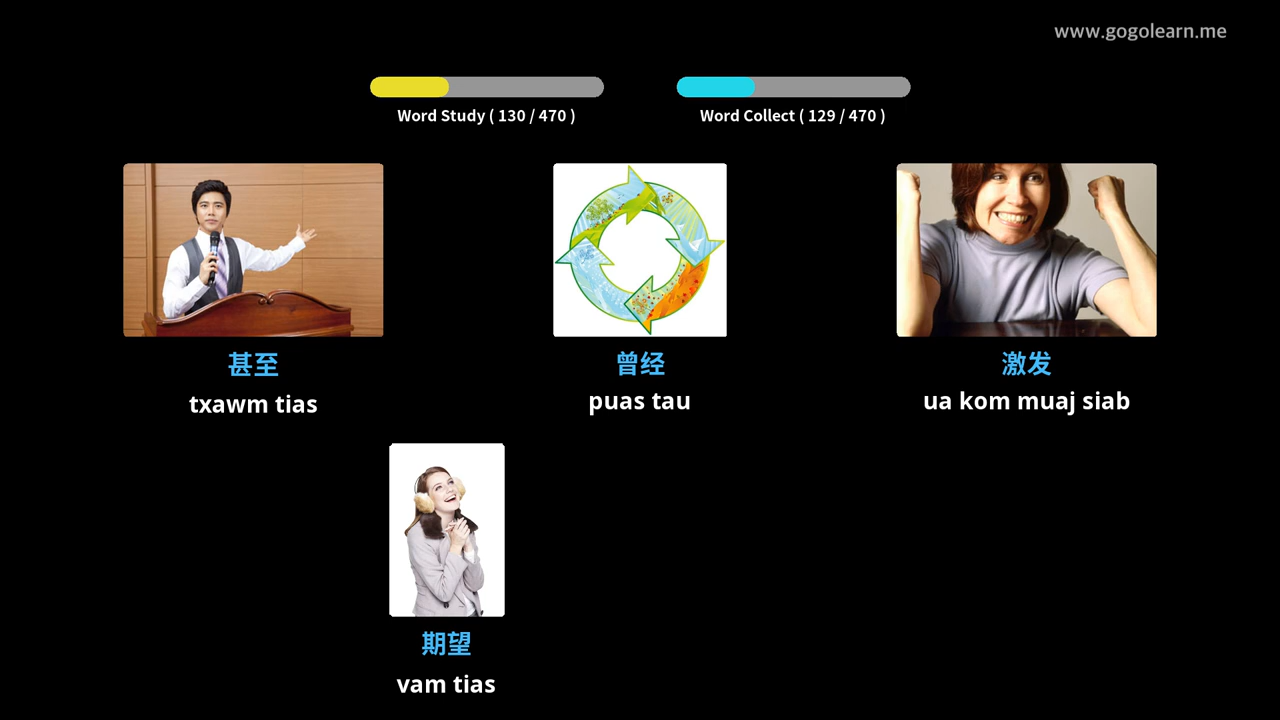 www.gogolearn.me
Word Study ( 130 / 470 )
Word Collect ( 129 / 470 )
甚至
txawm tias
曾经
puas tau
激发
ua kom muaj siab
期望
vam tias